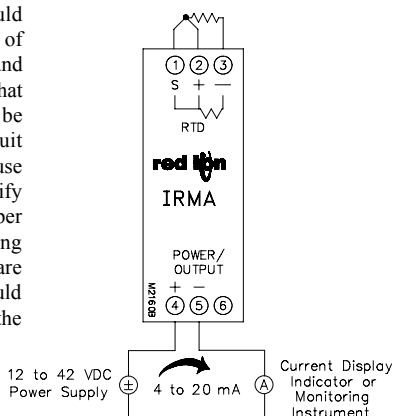 ould
of
and
hat
be
uit
use
ify
per
ing
are
uld
the
1 2 3
S + —
RTD
red lion
IRMA
POWER/
OUTPUT
+ −
M2160B
4 5 6
12 to 42 VDC
Power Supply
±
4 to 20 mA
A
Current Display
Indicator or
Monitoring
Instrument